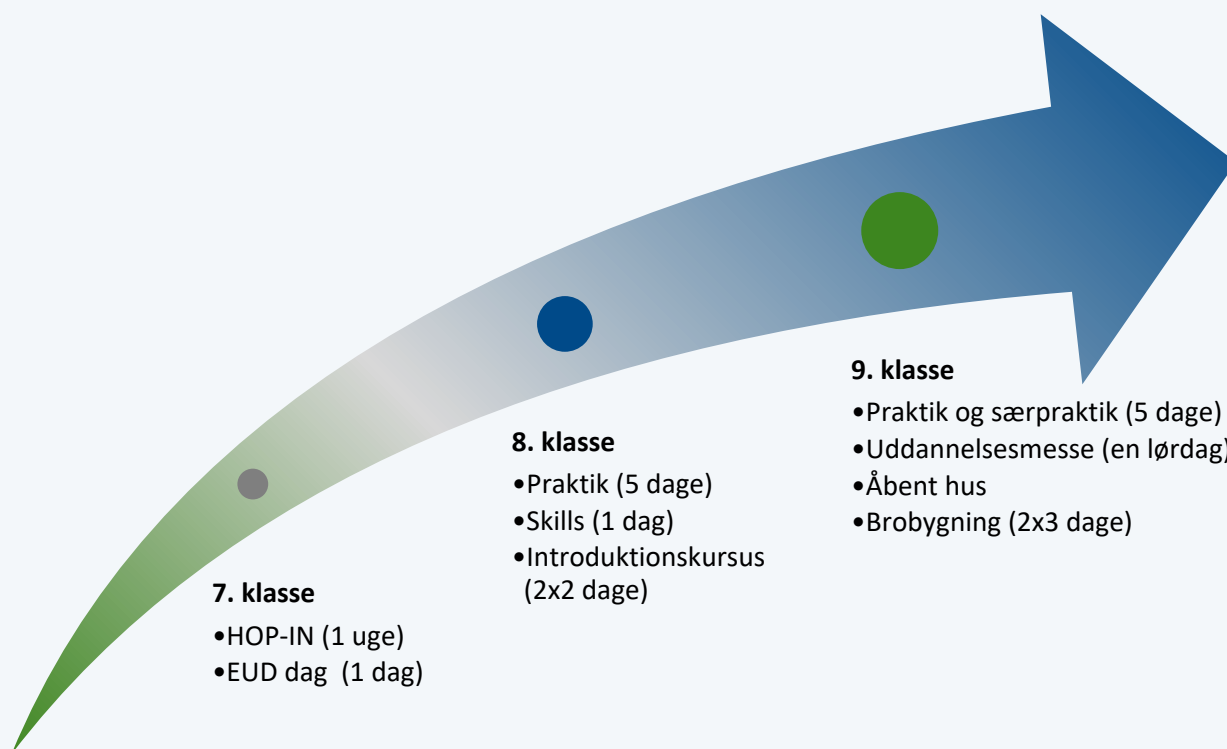 7. klasse
•HOP-IN (1 uge)
•EUD dag  (1 dag)
8. klasse
•Praktik (5 dage)
•Skills (1 dag)
•Introduktionskursus
(2x2 dage)
9. klasse
•Praktik og særpraktik (5 dage)
•Uddannelsesmesse (en lørdag)
•Åbent hus
•Brobygning (2x3 dage)